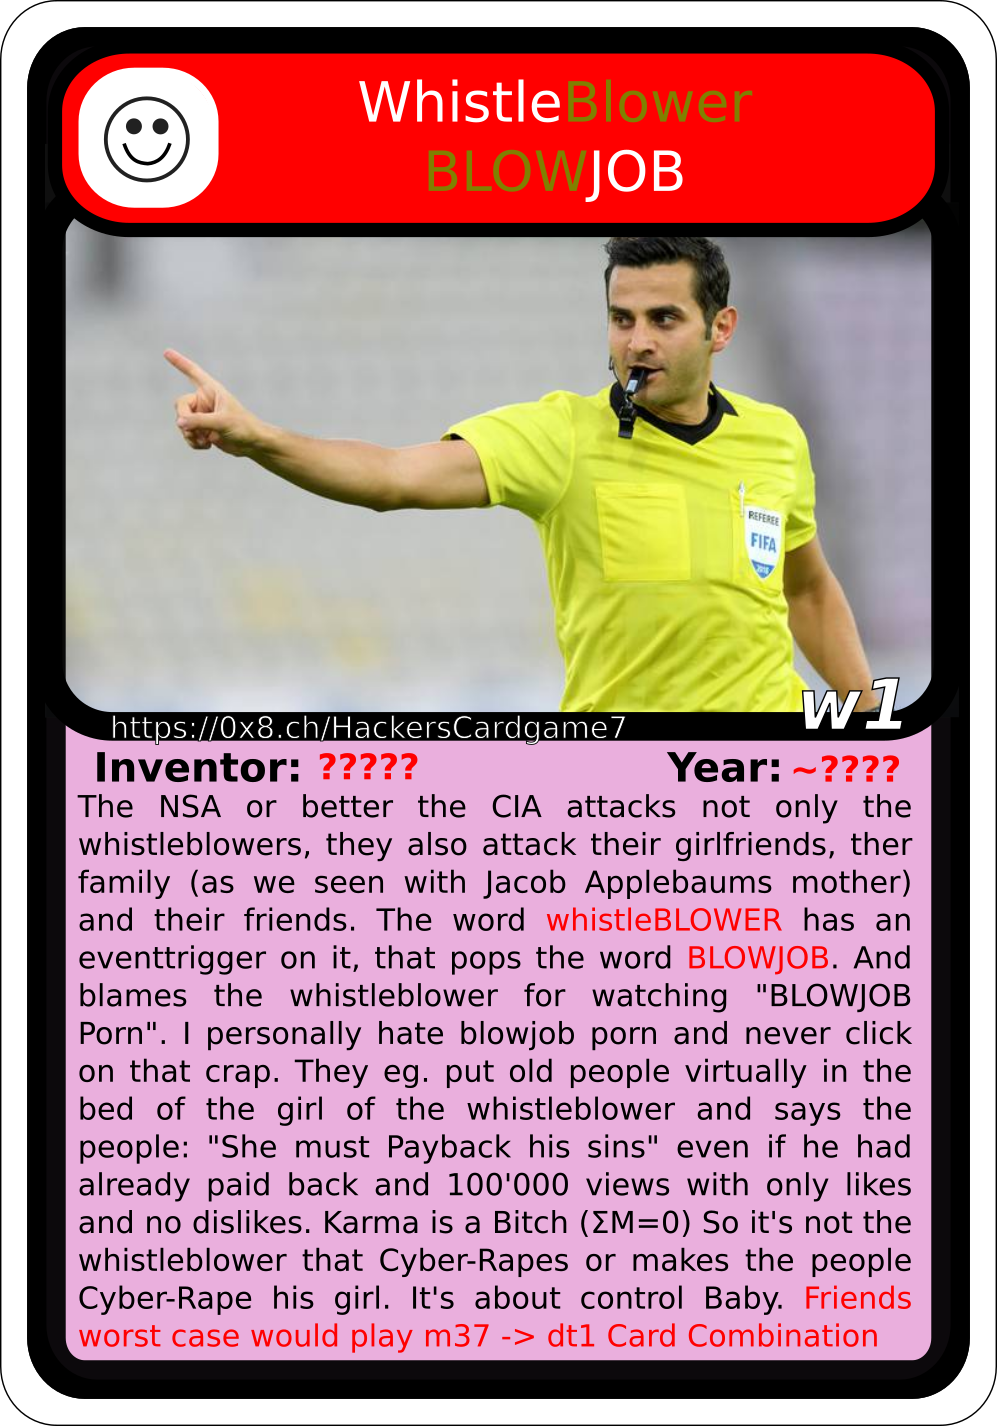 WhistleBlower
BLOWJOB
REFEREE
FIFA
https://0x8.ch/HackersCardgame7
w1
Inventor: ????? Year: ~????
The NSA or better the CIA attacks not only the
whistleblowers, they also attack their girlfriends, ther
family (as we seen with Jacob Applebaums mother)
and their friends. The word whistleBLOWER has an
eventtrigger on it, that pops the word BLOWJOB. And
blames the whistleblower for watching "BLOWJOB
Porn". I personally hate blowjob porn and never click
on that crap. They eg. put old people virtually in the
bed of the girl of the whistleblower and says the
people: "She must Payback his sins" even if he had
already paid back and 100'000 views with only likes
and no dislikes. Karma is a Bitch (ΣM=0) So it's not the
whistleblower that Cyber-Rapes or makes the people
Cyber-Rape his girl. It's about control Baby. Friends
worst case would play m37 -> dt1 Card Combination